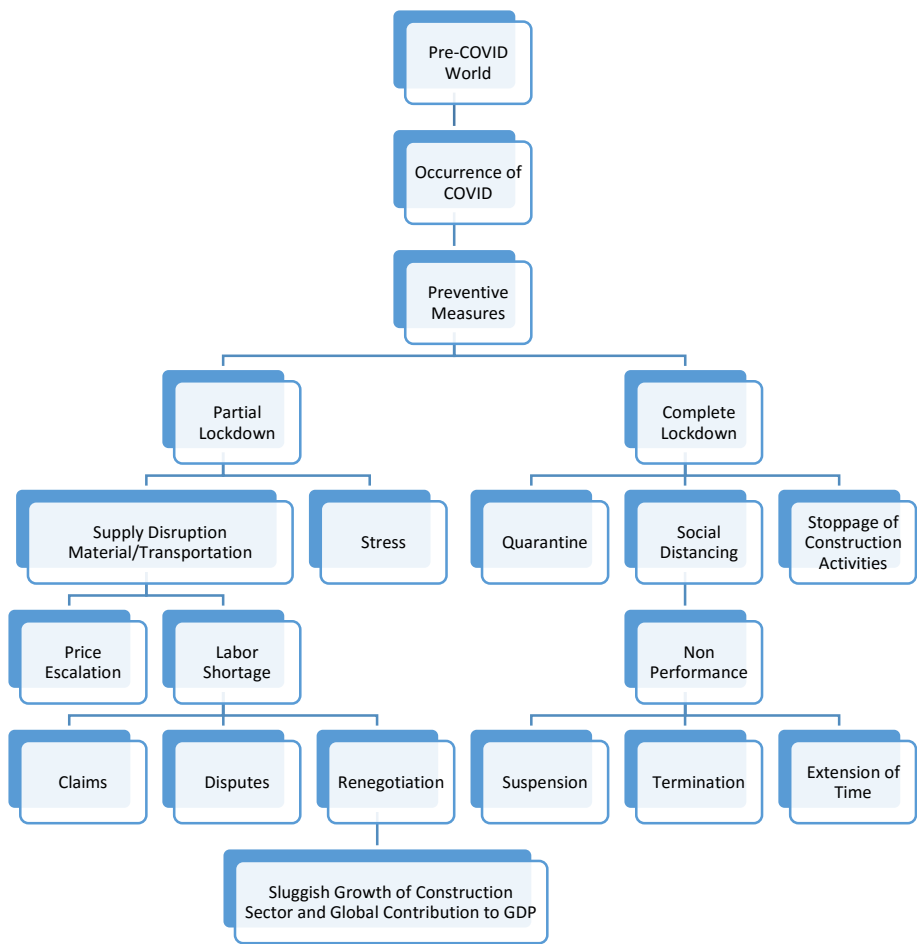 Pre-COVID
World
Occurrence of
COVID
Preventive
Measures
Partial
Lockdown
Complete
Lockdown
Supply Disruption
Material/Transportation
Stress
Quarantine
Social
Distancing
Stoppage of
Construction
Activities
Price
Escalation
Labor
Shortage
Non
Performance
Claims
Disputes
Renegotiation
Suspension
Termination
Extension of
Time
Sluggish Growth of Construction
Sector and Global Contribution to GDP